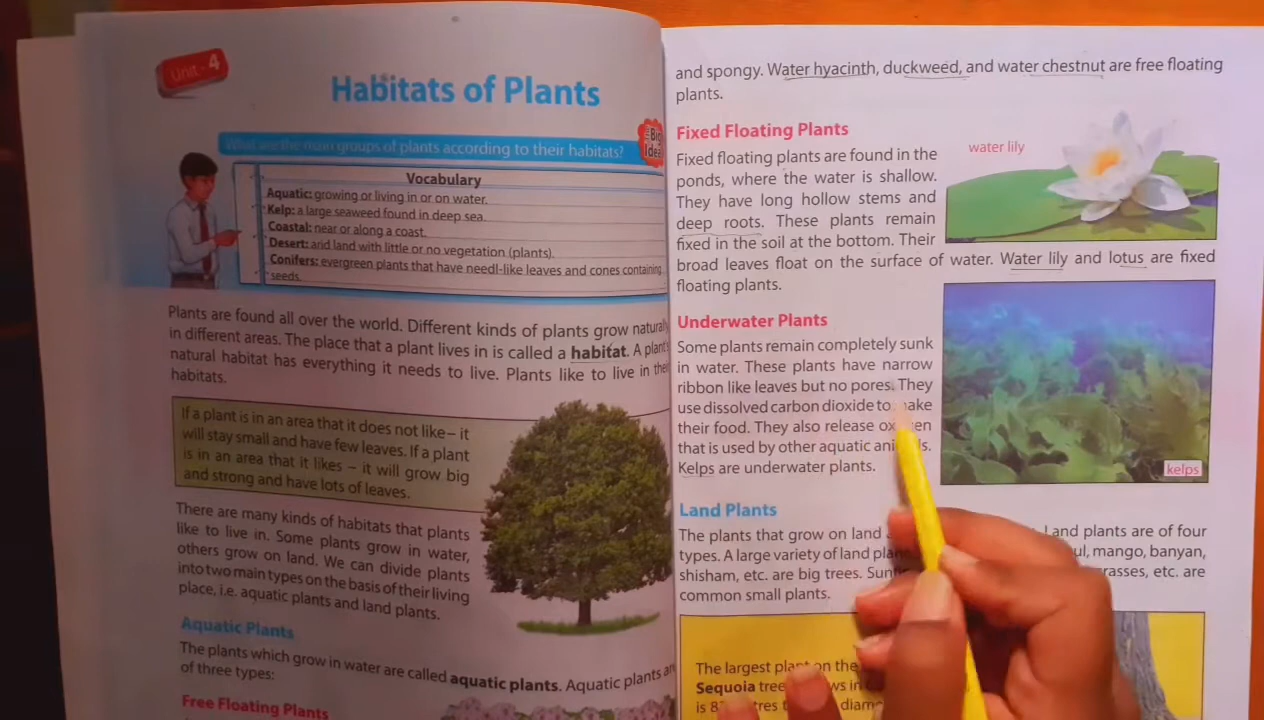 Unit - 4
Habitats of Plants
What are the main groups of plants according to their habitats?
The Big
Idea
Vocabulary
Aquatic: growing or living in or on water.
Kelp: a large seaweed found in deep sea.
Coastal: near or along a coast.
Desert: arid land with little or no vegetation (plants).
Conifers: evergreen plants that have needl-like leaves and cones containing
seeds.
Plants are found all over the world. Different kinds of plants grow naturally
in different areas. The place that a plant lives in is called a habitat. A plant's
natural habitat has everything it needs to live. Plants like to live in their
habitats.
If a plant is in an area that it does not like – it
will stay small and have few leaves. If a plant
is in an area that it likes – it will grow big
and strong and have lots of leaves.
There are many kinds of habitats that plants
like to live in. Some plants grow in water,
others grow on land. We can divide plants
into two main types on the basis of their living
place, i.e. aquatic plants and land plants.
Aquatic Plants
The plants which grow in water are called aquatic plants. Aquatic plants
of three types:
Free Floating Plants
and spongy. Water hyacinth, duckweed, and water chestnut are free floating
plants.
Fixed Floating Plants
Fixed floating plants are found in the
ponds, where the water is shallow.
They have long hollow stems and
deep roots. These plants remain
fixed in the soil at the bottom. Their
broad leaves float on the surface of water. Water lily and lotus are fixed
floating plants.
water lily
Underwater Plants
Some plants remain completely sunk
in water. These plants have narrow
ribbon like leaves but no pores. They
use dissolved carbon dioxide to make
their food. They also release
that is used by other aquatic
Kelps are underwater plants.
kelps
Land Plants
The plants that grow on land Land plants are of four
types. A large variety of land mango, banyan,
shisham, etc. are big trees. grasses, etc. are
common small plants.
The largest plant on the
Sequoia
is